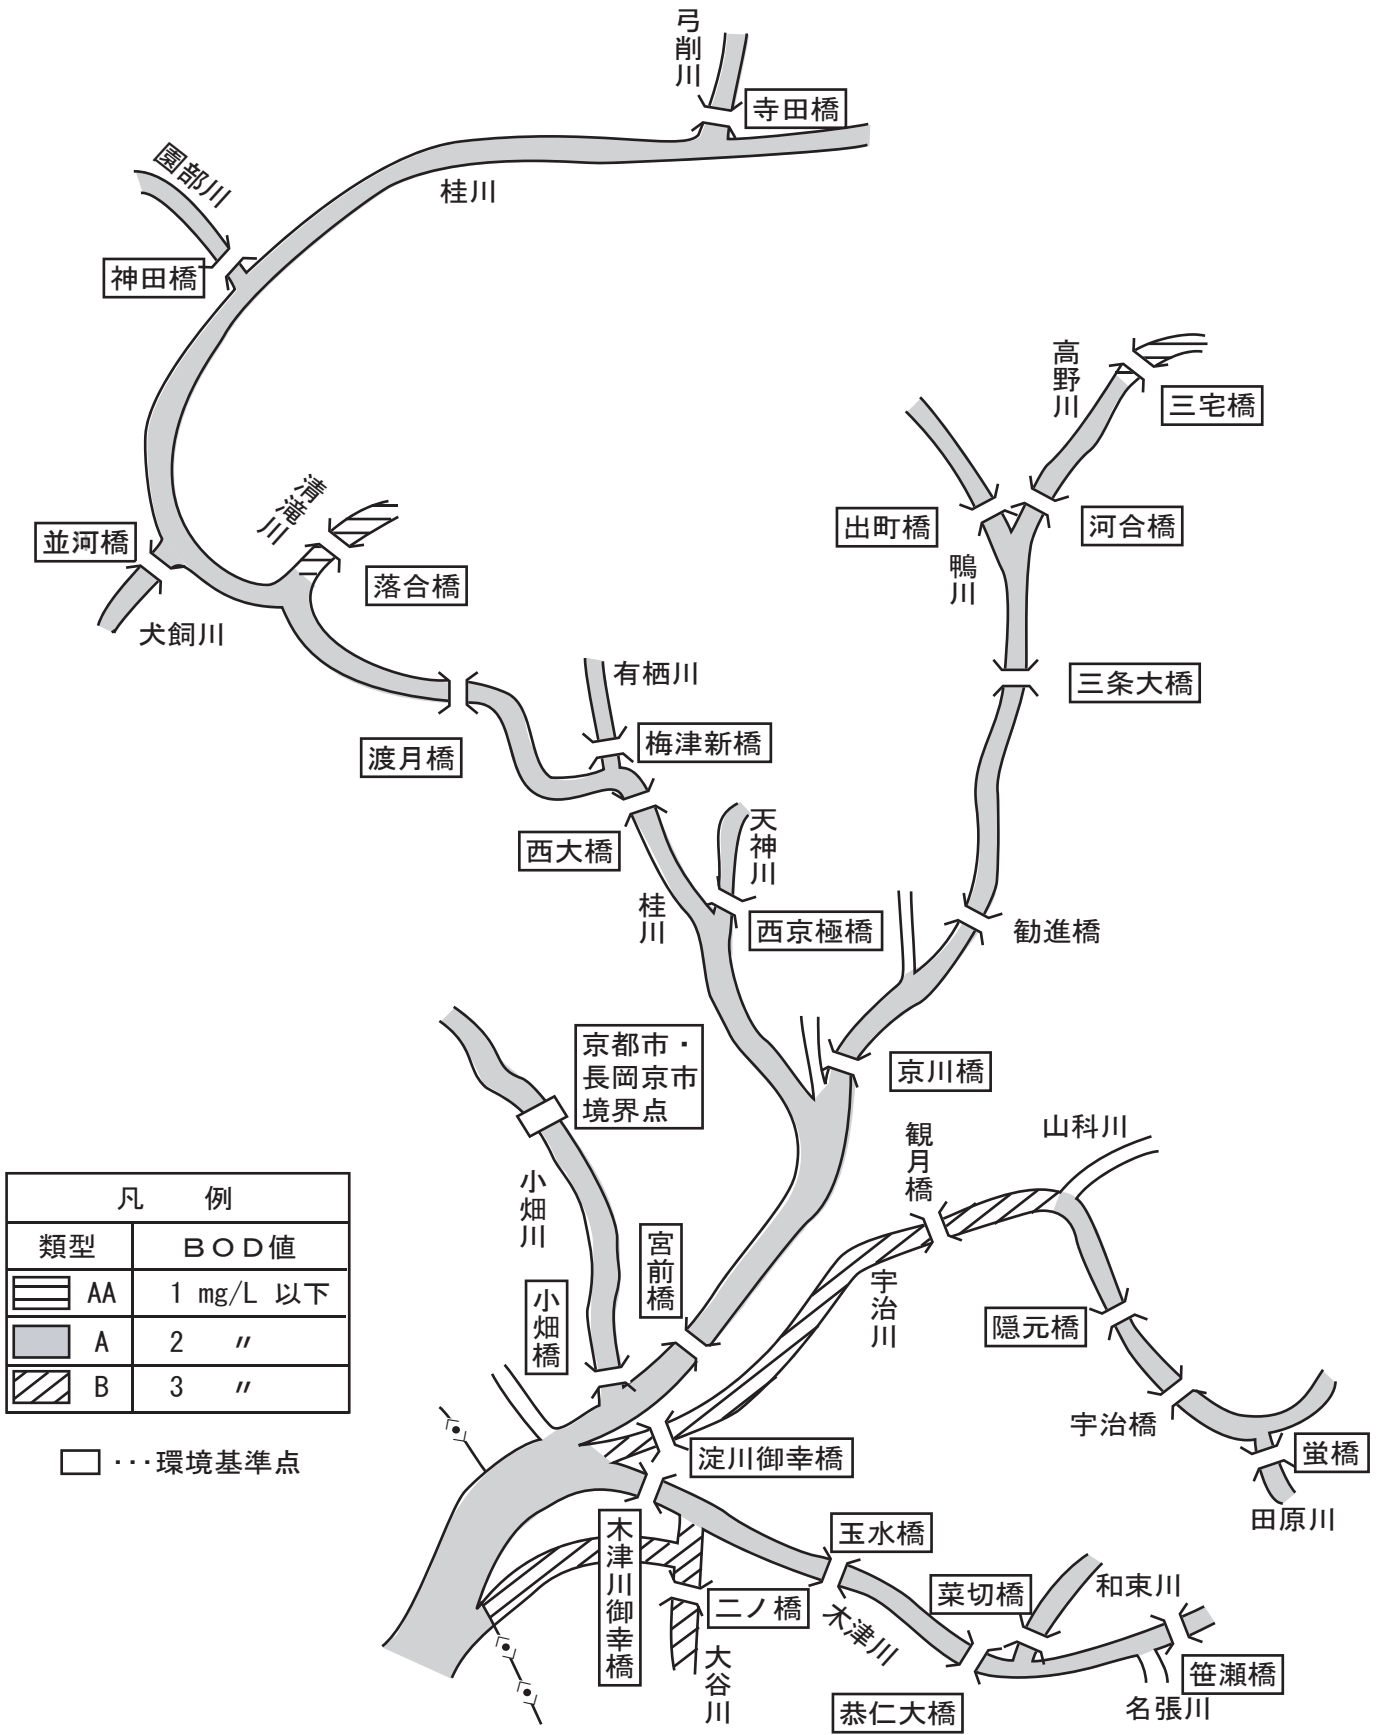 弓削川
寺田橋
園部川
桂川
神田橋
高野川
三宅橋
清滝川
並河橋
出町橋
河合橋
落合橋
鴨川
犬飼川
有栖川
三条大橋
渡月橋
梅津新橋
西大橋
天神川
桂川
西京極橋
勧進橋
京都市・
長岡京市
境界点
京川橋
観月橋
山科川
小畑川
宮前橋
宇治川
小畑橋
隠元橋
宇治橋
淀川御幸橋
蛍橋
田原川
木津川御幸橋
玉水橋
二ノ橋
菜切橋
和束川
木津川
大谷川
笹瀬橋
名張川
恭仁大橋
凡 例
類型 BOD値
AA 1 mg/L 以下
A 2 〃
B 3 〃
･･･環境基準点